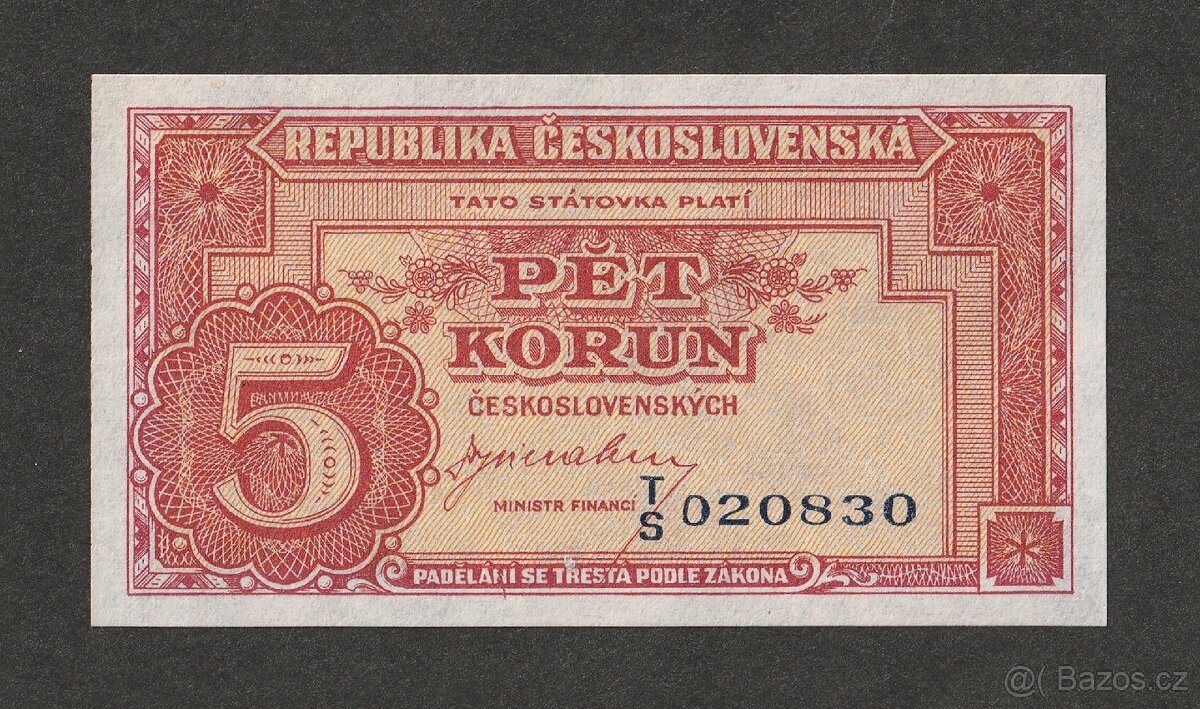 REPUBLIKA ČESKOSLOVENSKÁ
TATO STÁTOVKA PLATÍ
PĚT
KORUN
ČESKOSLOVENSKÝCH
5
MINISTR FINANCÍ
T/S 020830
PADĚLÁNÍ SE TRESTÁ PODLE ZÁKONA
@( Bazos.cz